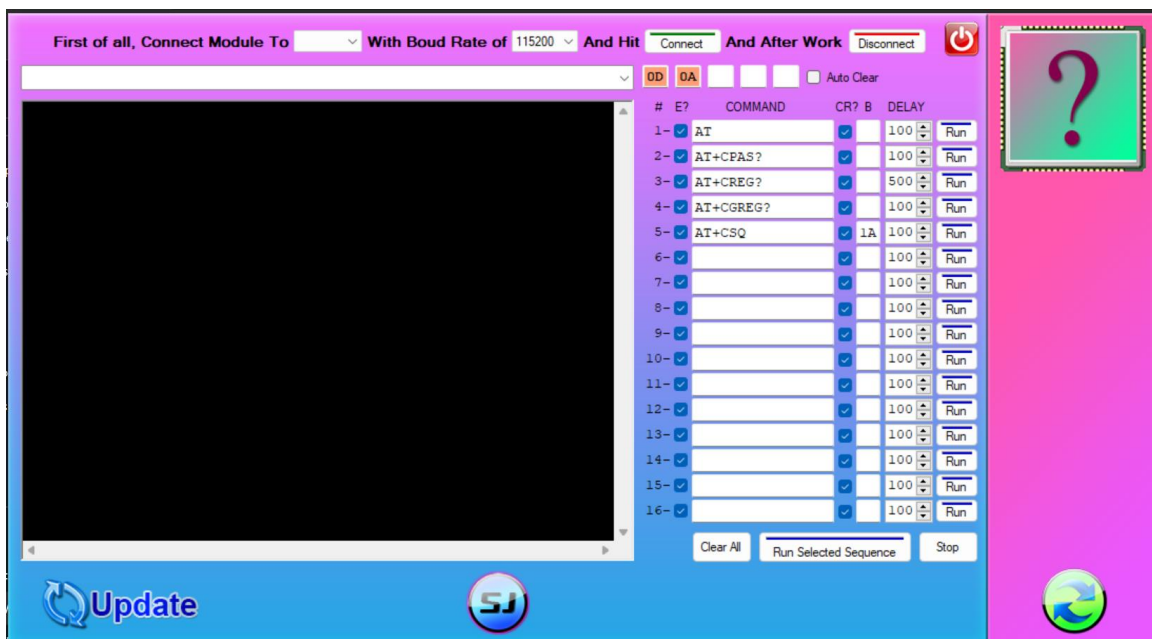 First of all, Connect Module To With Boud Rate of 115200 And Hit Connect And After Work Disconnect
0D 0A Auto Clear
# E? COMMAND CR? B DELAY
1- AT 100 Run
2- AT+CPAS? 100 Run
3- AT+CREG? 500 Run
4- AT+CGREG? 100 Run
5- AT+CSQ 1A 100 Run
6- 100 Run
7- 100 Run
8- 100 Run
9- 100 Run
10- 100 Run
11- 100 Run
12- 100 Run
13- 100 Run
14- 100 Run
15- 100 Run
16- 100 Run
Clear All Run Selected Sequence Stop
Update SJ
?